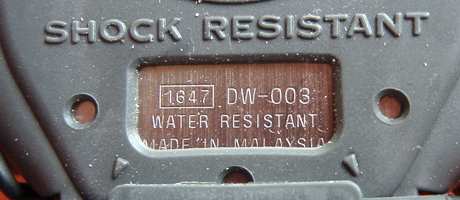 SHOCK RESISTANT
1647 DW-003
WATER RESISTANT
MADE IN MALAYSIA